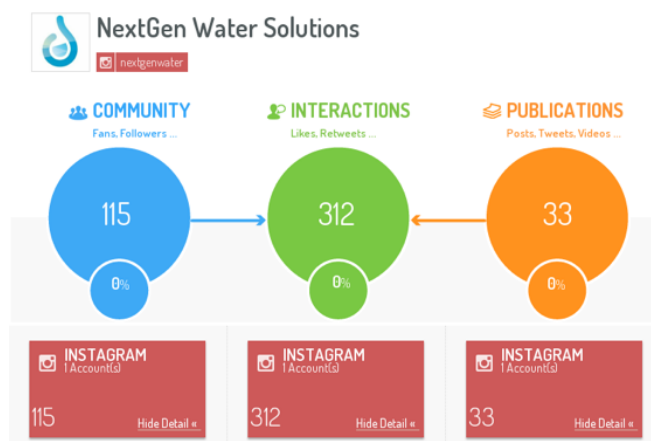 NextGen Water Solutions
nextgenwater
COMMUNITY
Fans, Followers ...
INTERACTIONS
Likes, Retweets ...
PUBLICATIONS
Posts, Tweets, Videos ...
115
312
33
0%
0%
0%
INSTAGRAM
1 Account(s)
115
Hide Detail «
INSTAGRAM
1 Account(s)
312
Hide Detail «
INSTAGRAM
1 Account(s)
33
Hide Detail «